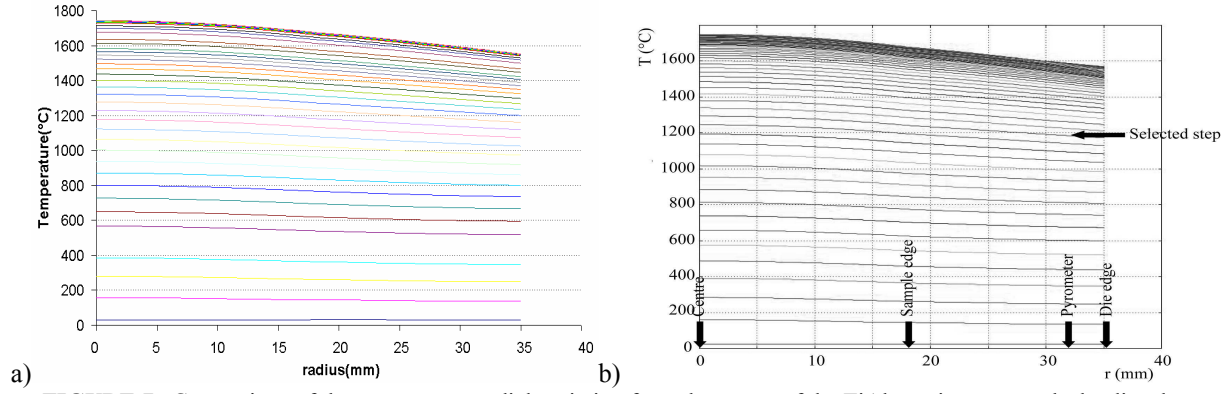 1800
1600
1400
1200
1000
800
600
400
200
0
Temperature(°C)
0 5 10 15 20 25 30 35 40
radius(mm)
a)
T (°C)
1600
1400
1200
1000
800
600
400
200
0
Selected step
Centre
Sample edge
Pyrometer
Die edge
0 10 20 30 40
r (mm)
b)